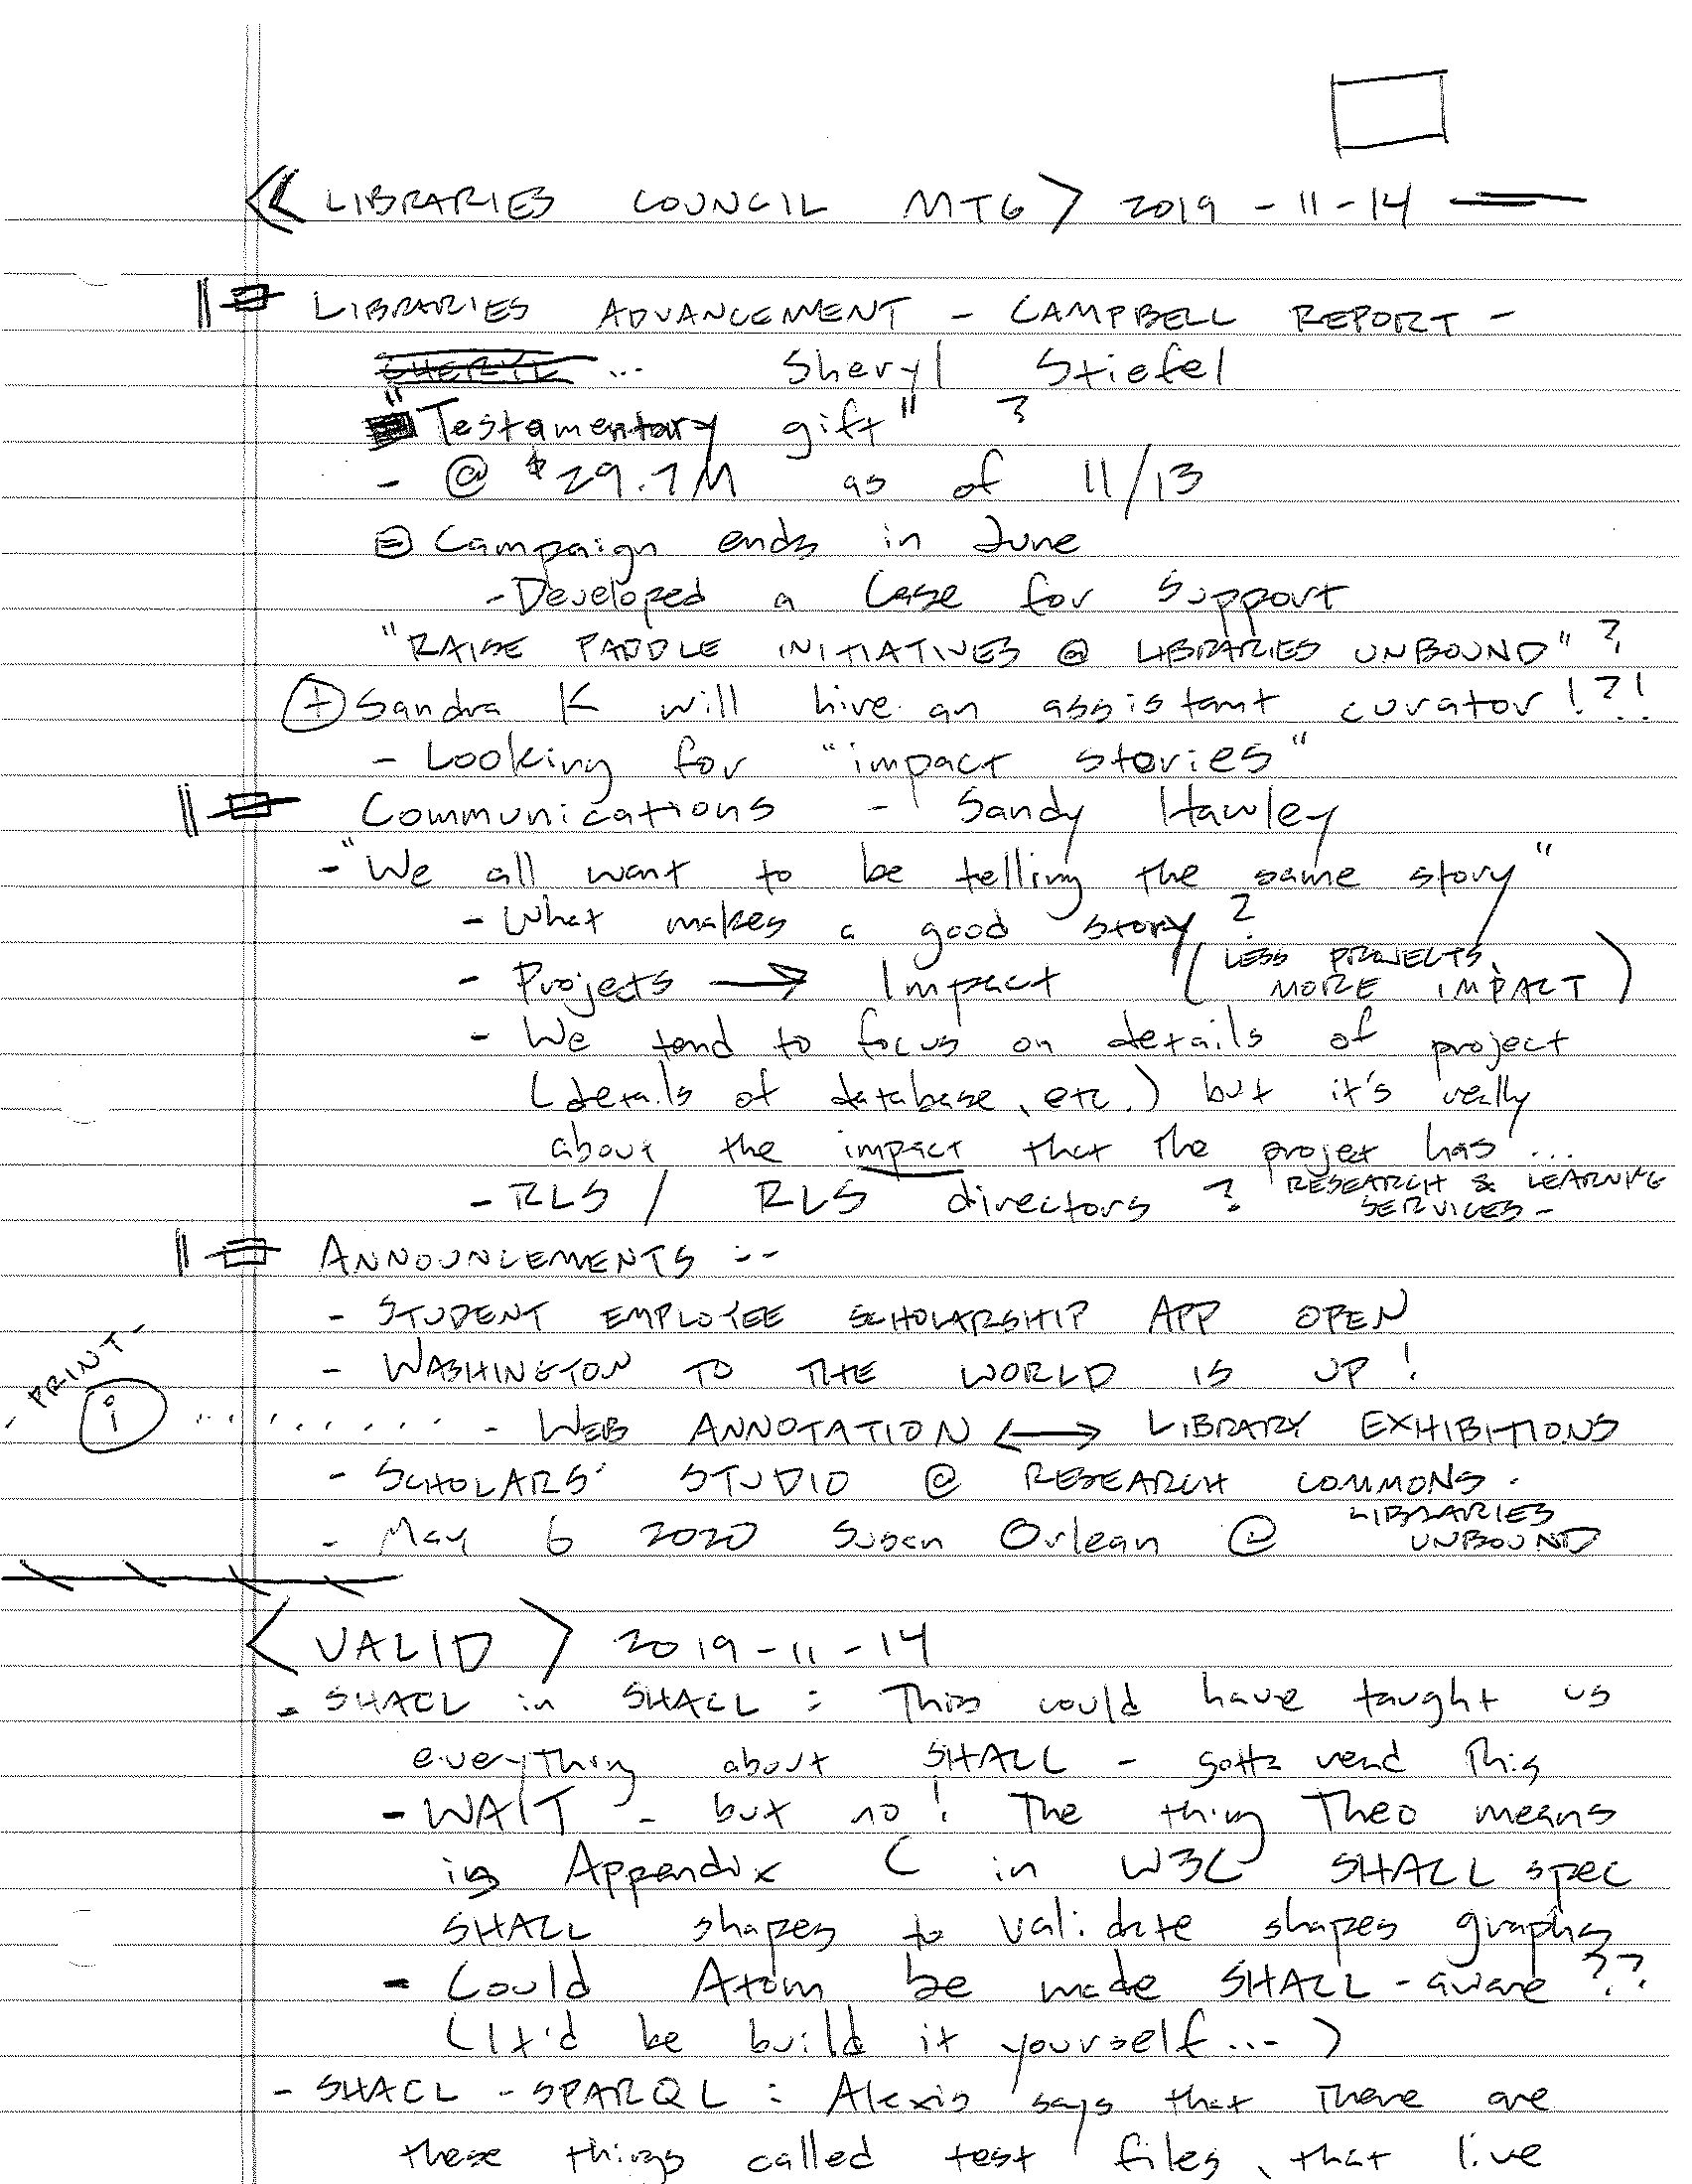 << LIBRARIES COUNCIL MTG > 2019-11-14
LIBRARIES ADVANCEMENT - CAMPBELL REPORT -
... Sheryl Stiefel
"Testamentary gift" ?
- @ $29.7M as of 11/13
Campaign ends in June
- Developed a Case for Support
"RAISE PADDLE INITIATIVES @ LIBRARIES UNBOUND" ?
+ Sandra K will hire an assistant curator!?!
- Looking for "impact stories"
Communications - Sandy Hawley
- "We all want to be telling the same story"
- What makes a good story?
- Projects → Impact (LESS PROJECTS, MORE IMPACT)
- We tend to focus on details of project
(details of database, etc.) but it's really
about the impact that the projet has...
- RLS / RLS directors ? RESEARCH & LEARNING SERVICES -
ANNOUNCEMENTS :--
- STUDENT EMPLOYEE SCHOLARSHIP APP OPEN
- WASHINGTON TO THE WORLD IS UP!
PRINT -
i ......... - WEB ANNOTATION ↔ LIBRARY EXHIBITIONS
- SCHOLARS' STUDIO @ RESEARCH COMMONS.
- May 6 2020 Susan Orlean @ LIBRARIES UNBOUND
< VALID > 2019-11-14
- SHACL in SHACL : This could have taught us
everything about SHACL - gotta read this
- WAIT - but no! The thing Theo means
is Appendix C in W3C SHACL spec
SHACL shapes to validate shapes graphs
- Could Atom be made SHACL-aware??
(It'd be build it yourself...)
- SHACL-SPARQL : Alexis says that there are
these things called test files, that live